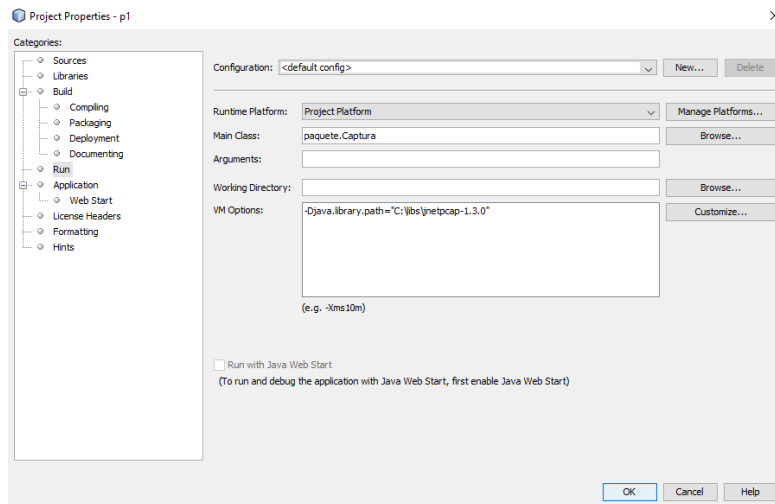 Project Properties - p1
Categories:
Sources
Libraries
Build
Compiling
Packaging
Deployment
Documenting
Run
Application
Web Start
License Headers
Formatting
Hints
Configuration: <default config> New... Delete
Runtime Platform: Project Platform Manage Platforms...
Main Class: paquete.Captura Browse...
Arguments:
Working Directory: Browse...
VM Options: -Djava.library.path="C:\libs\jnetpcap-1.3.0" Customize...
(e.g. -Xms10m)
Run with Java Web Start
(To run and debug the application with Java Web Start, first enable Java Web Start)
OK Cancel Help